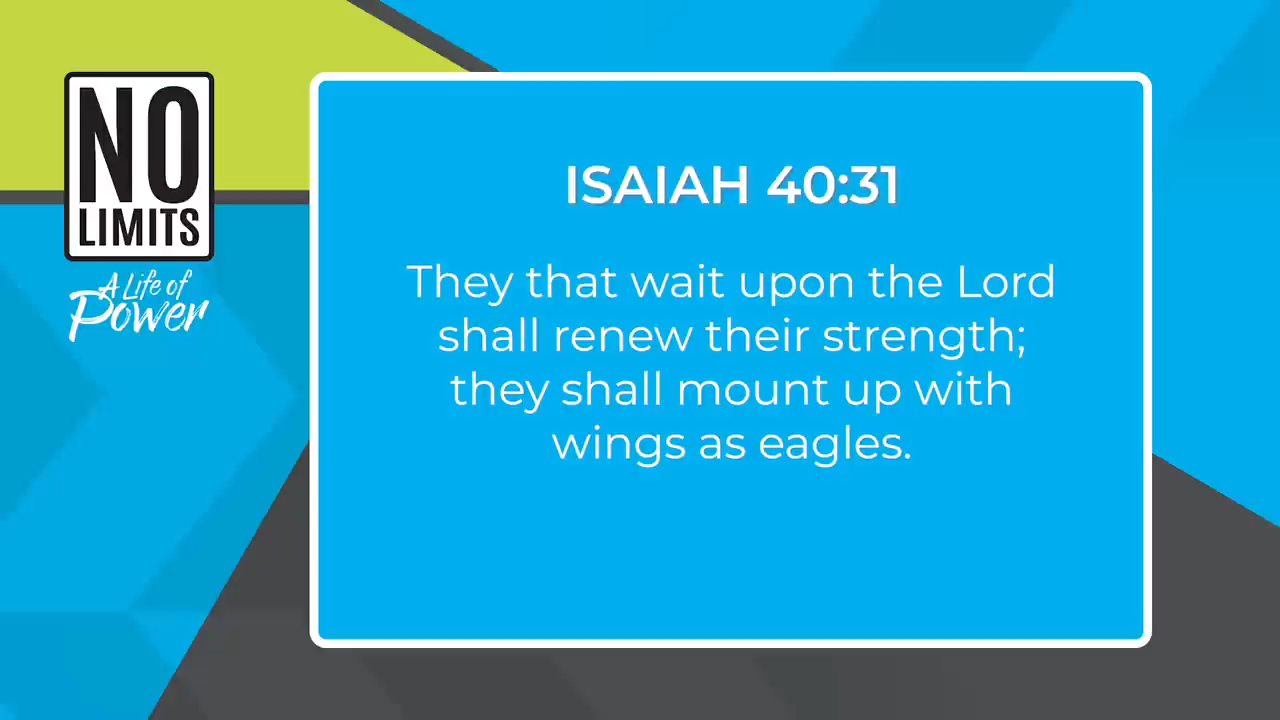 NO
LIMITS
A Life of
Power
ISAIAH 40:31
They that wait upon the Lord
shall renew their strength;
they shall mount up with
wings as eagles.